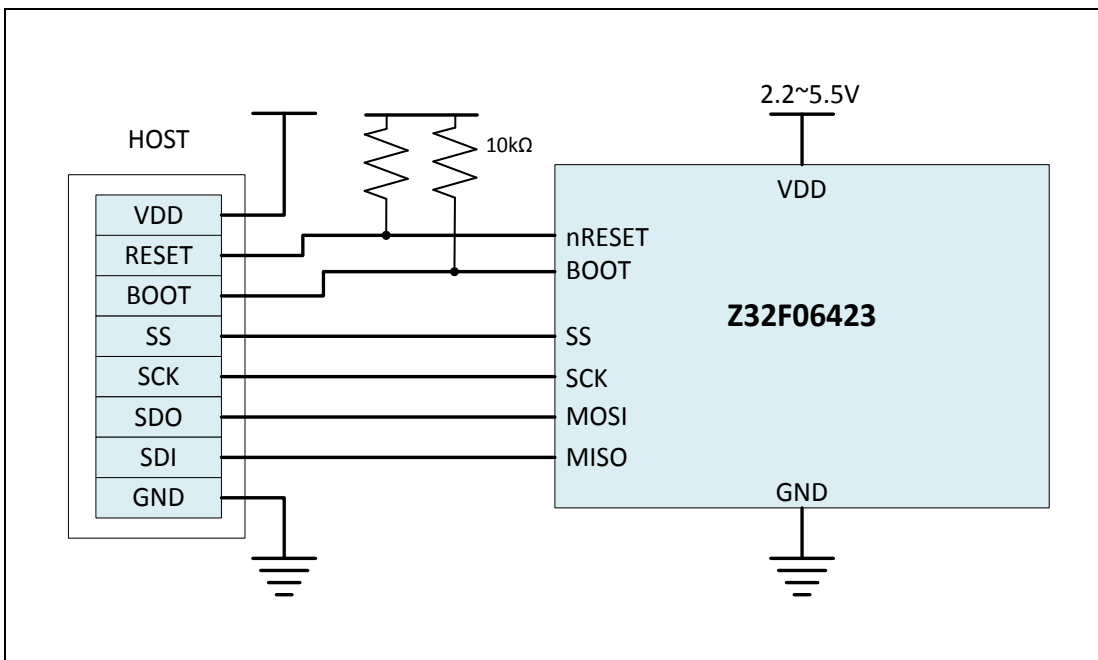 2.2~5.5V
HOST
10kΩ
VDD
VDD
nRESET
RESET
BOOT
BOOT
Z32F06423
SS
SS
SCK
SCK
SDO
MOSI
SDI
MISO
GND
GND